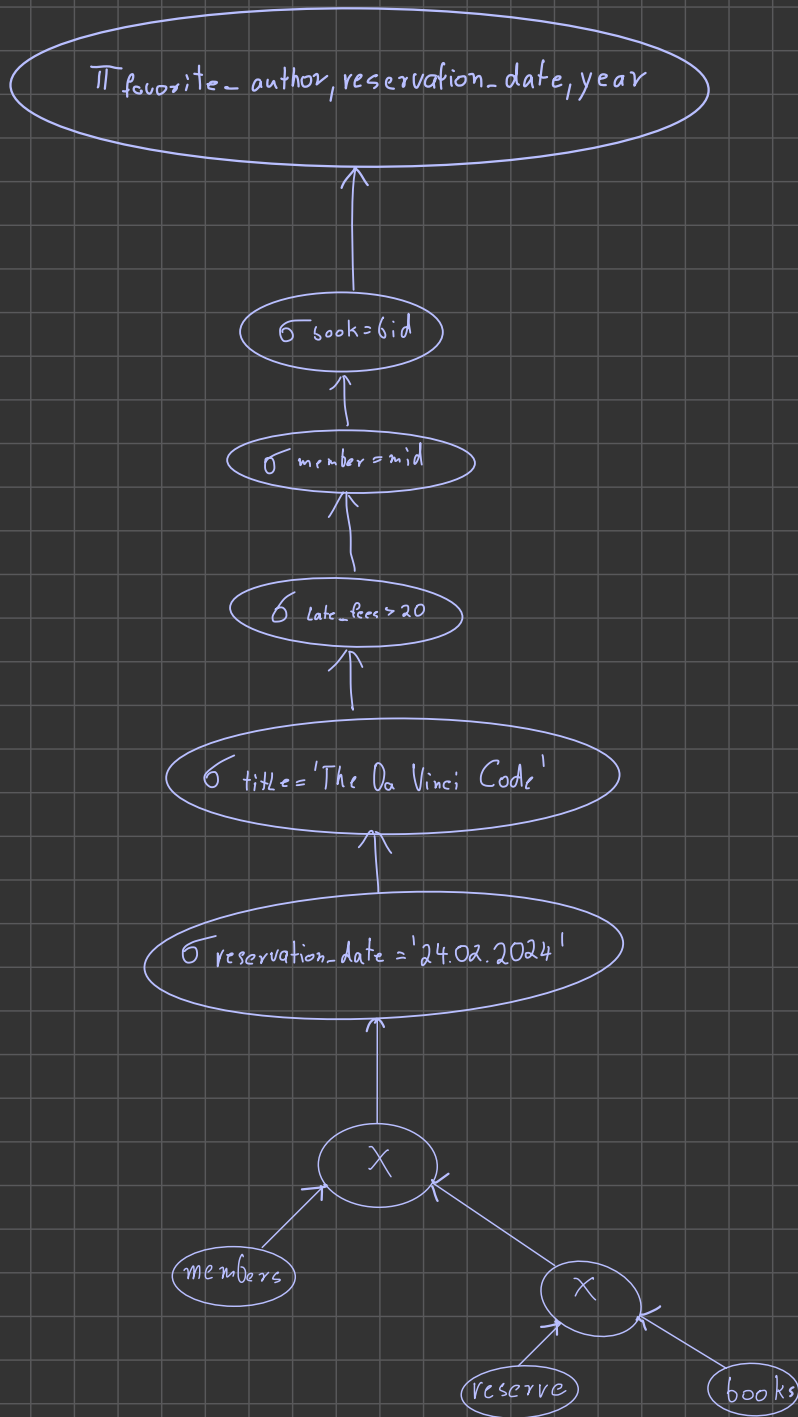 π favorite_author, reservation_date, year
σ book=bid
σ member=mid
σ late_fees>20
σ title='The Da Vinci Code'
σ reservation_date='24.02.2024'
X
members
X
reserve
books